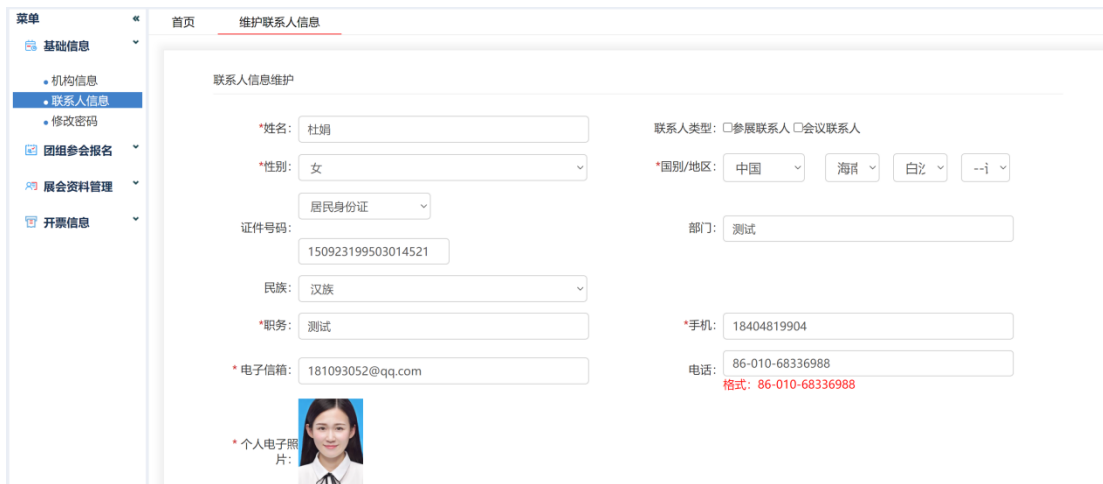 菜单 «
首页 维护联系人信息
基础信息
机构信息
联系人信息
修改密码
团组参会报名
展会资料管理
开票信息
联系人信息维护
*姓名: 杜娟 联系人类型: 参展联系人 会议联系人
*性别: 女 *国别/地区: 中国 海南 --i
居民身份证
证件号码: 部门: 测试
150923199503014521
民族: 汉族
*职务: 测试 *手机: 18404819904
* 电子信箱: 181093052@qq.com 电话: 86-010-68336988
格式: 86-010-68336988
* 个人电子照
片: